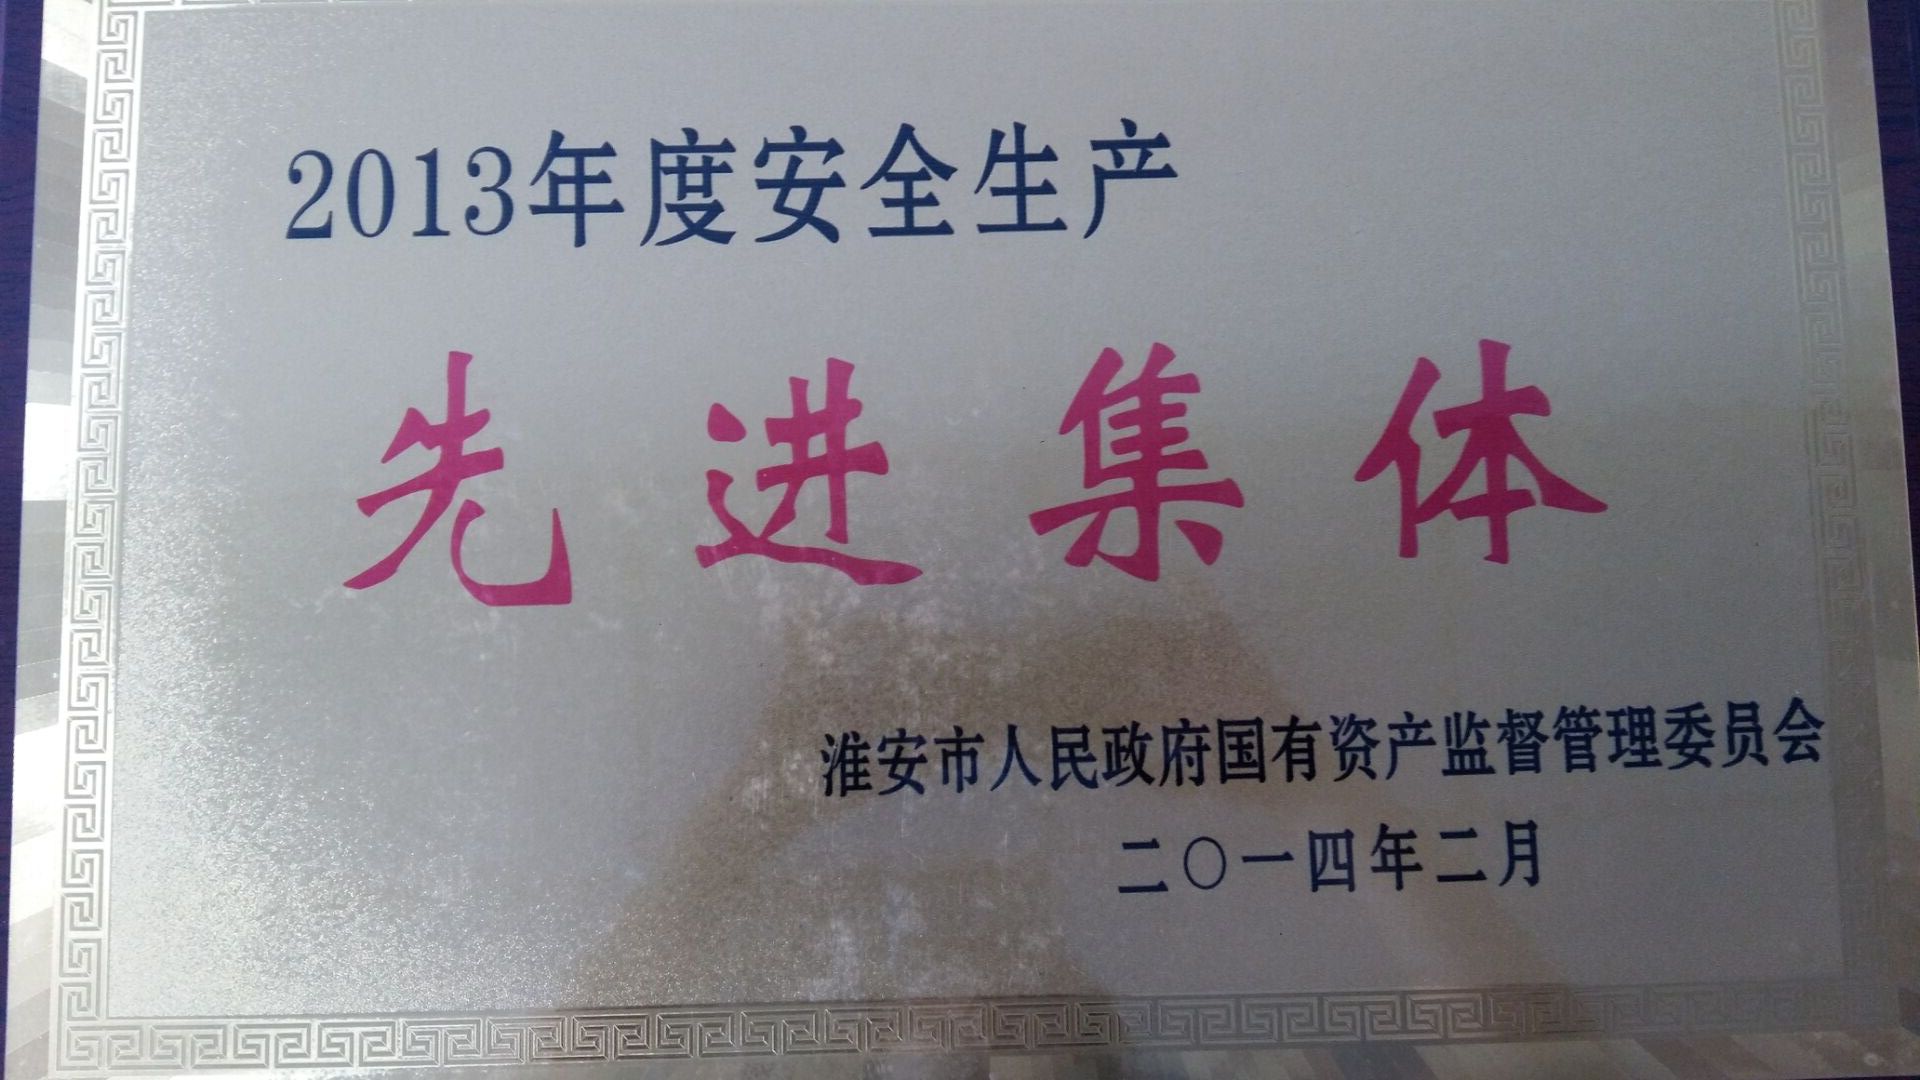 2013年度安全生产
先进集体
淮安市人民政府国有资产监督管理委员会
二〇一四年二月